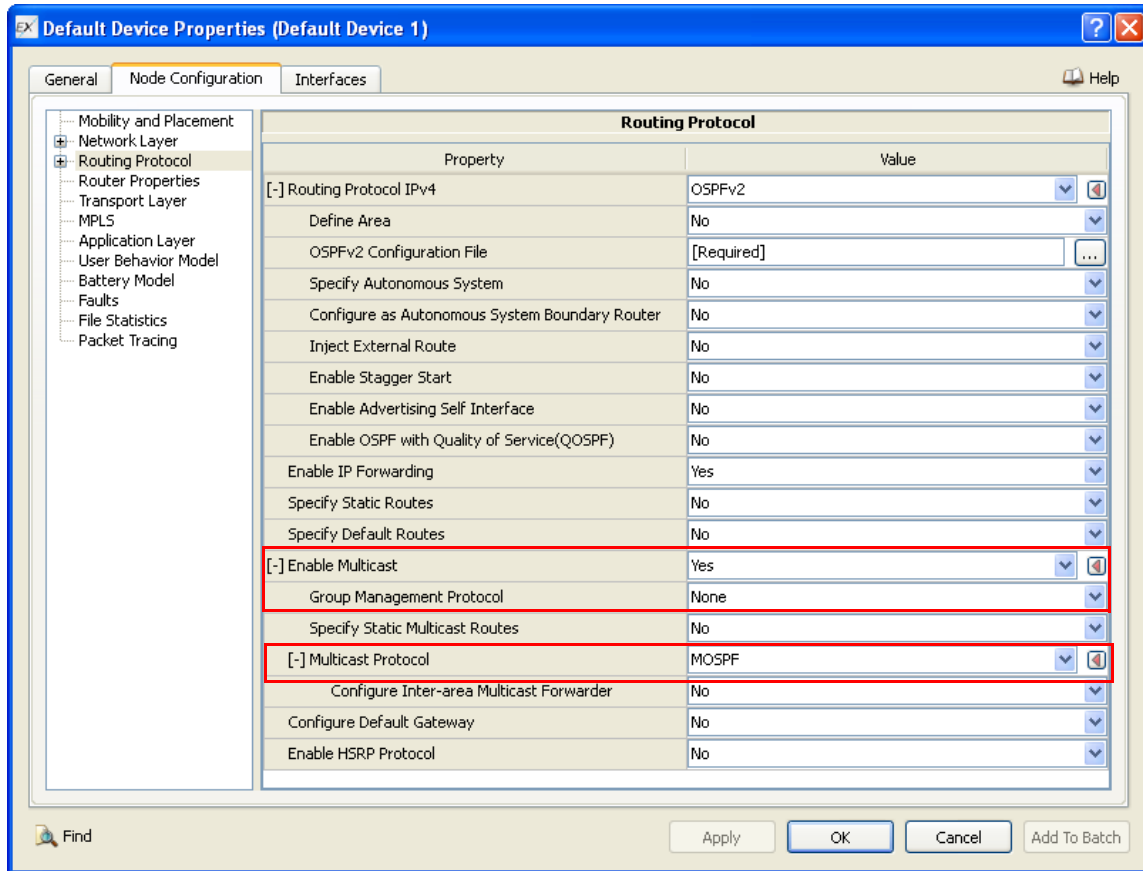 EX Default Device Properties (Default Device 1)
General Node Configuration Interfaces Help
Mobility and Placement
Network Layer
Routing Protocol
Router Properties
Transport Layer
MPLS
Application Layer
User Behavior Model
Battery Model
Faults
File Statistics
Packet Tracing
Routing Protocol
Property Value
[-] Routing Protocol IPv4 OSPFv2
Define Area No
OSPFv2 Configuration File [Required] ...
Specify Autonomous System No
Configure as Autonomous System Boundary Router No
Inject External Route No
Enable Stagger Start No
Enable Advertising Self Interface No
Enable OSPF with Quality of Service(QOSPF) No
Enable IP Forwarding Yes
Specify Static Routes No
Specify Default Routes No
[-] Enable Multicast Yes
Group Management Protocol None
Specify Static Multicast Routes No
[-] Multicast Protocol MOSPF
Configure Inter-area Multicast Forwarder No
Configure Default Gateway No
Enable HSRP Protocol No
Find Apply OK Cancel Add To Batch